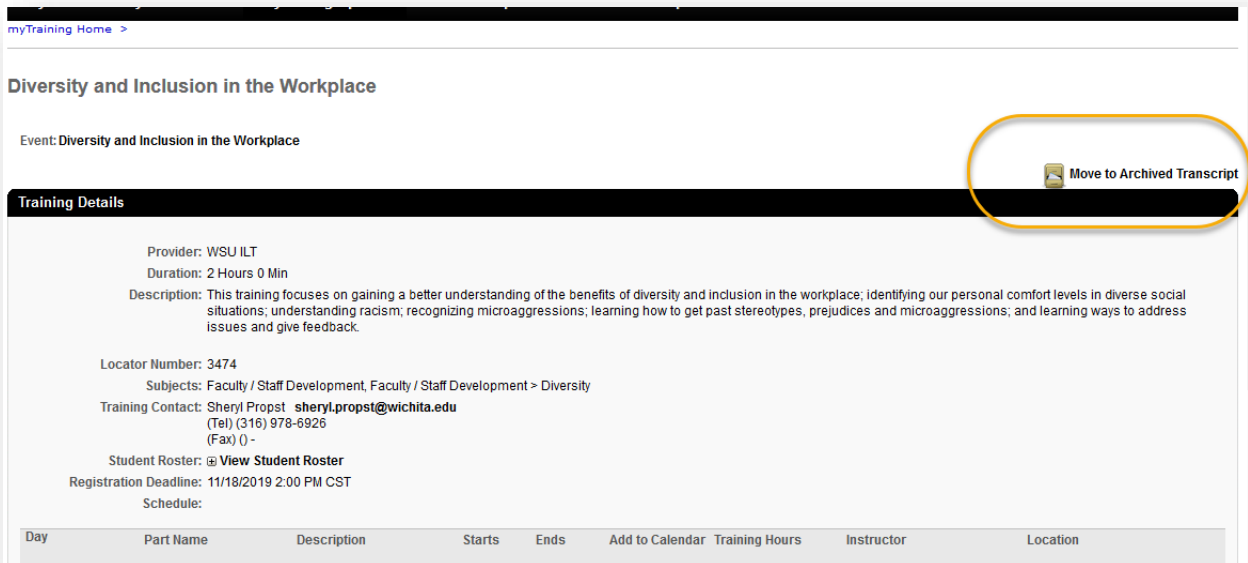 myTraining Home >
Diversity and Inclusion in the Workplace
Event: Diversity and Inclusion in the Workplace
Move to Archived Transcript
Training Details
Provider: WSU ILT
Duration: 2 Hours 0 Min
Description: This training focuses on gaining a better understanding of the benefits of diversity and inclusion in the workplace; identifying our personal comfort levels in diverse social
situations; understanding racism; recognizing microaggressions; learning how to get past stereotypes, prejudices and microaggressions; and learning ways to address
issues and give feedback.
Locator Number: 3474
Subjects: Faculty / Staff Development, Faculty / Staff Development > Diversity
Training Contact: Sheryl Propst sheryl.propst@wichita.edu
(Tel) (316) 978-6926
(Fax) () -
Student Roster: View Student Roster
Registration Deadline: 11/18/2019 2:00 PM CST
Schedule:
Day Part Name Description Starts Ends Add to Calendar Training Hours Instructor Location